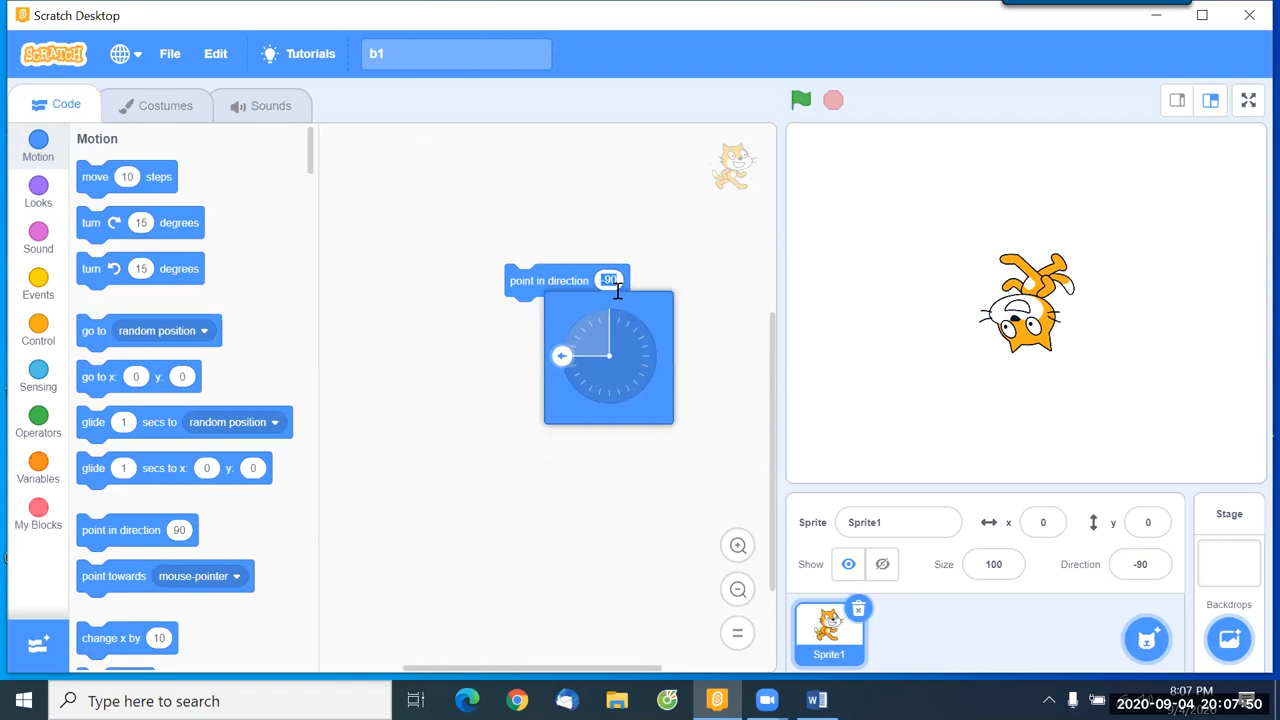 Scratch Desktop
SCRATCH
File
Edit
Tutorials
b1
Code
Costumes
Sounds
Motion
Looks
Sound
Events
Control
Sensing
Operators
Variables
My Blocks
Motion
move 10 steps
turn 15 degrees
turn 15 degrees
go to random position
go to x: 0 y: 0
glide 1 secs to random position
glide 1 secs to x: 0 y: 0
point in direction 90
point towards mouse-pointer
change x by 10
point in direction -90
Sprite Sprite1 x 0 y 0
Show Size 100 Direction -90
Sprite1
Stage
Backdrops
Type here to search
8:07 PM
2020-09-04 20:07:50